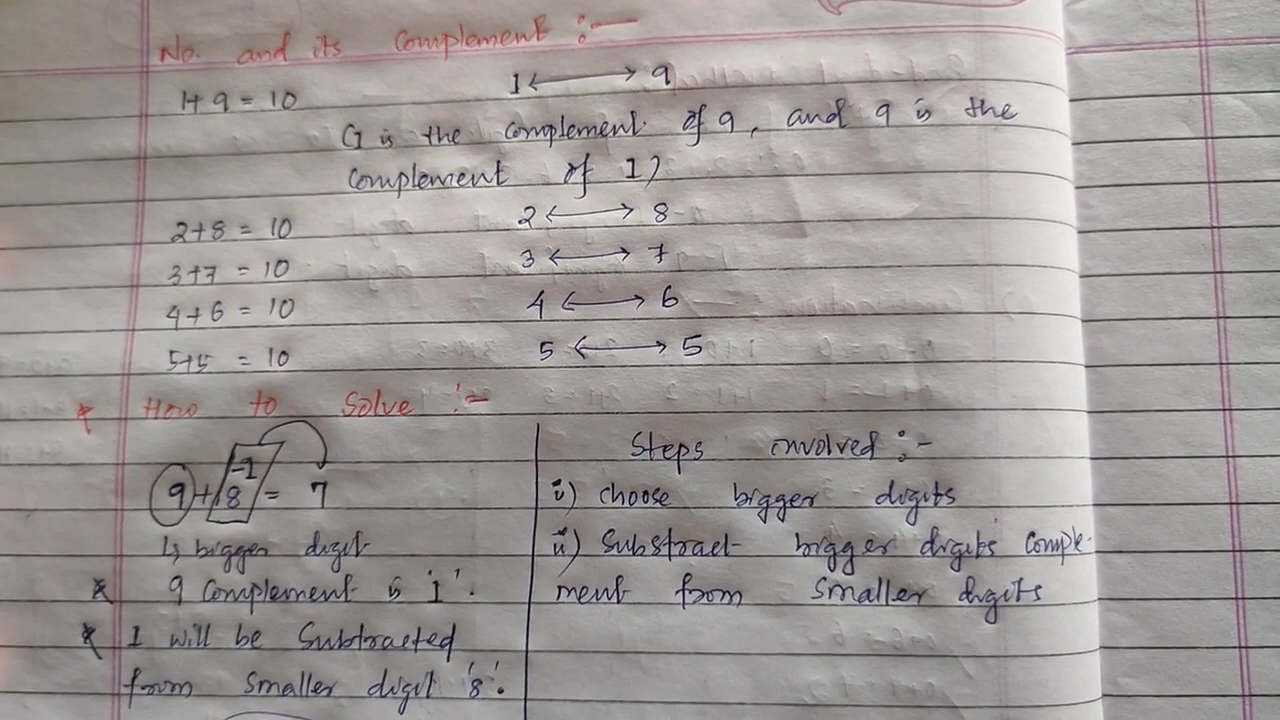 No. and its Complement :-
1+9 = 10
1 ⟷ 9
(1 is the complement of 9, and 9 is the
complement of 1)
2+8 = 10
2 ⟷ 8
3+7 = 10
3 ⟷ 7
4+6 = 10
4 ⟷ 6
5+5 = 10
5 ⟷ 5
* How to Solve :-
-1
9+8 = 7
↳ bigger digit
* 9 Complement is '1'.
* 1 will be Subtracted
from smaller digit '8'.
Steps involved :-
i) choose bigger digits
ii) Substract bigger digits comple-
ment from smaller digits